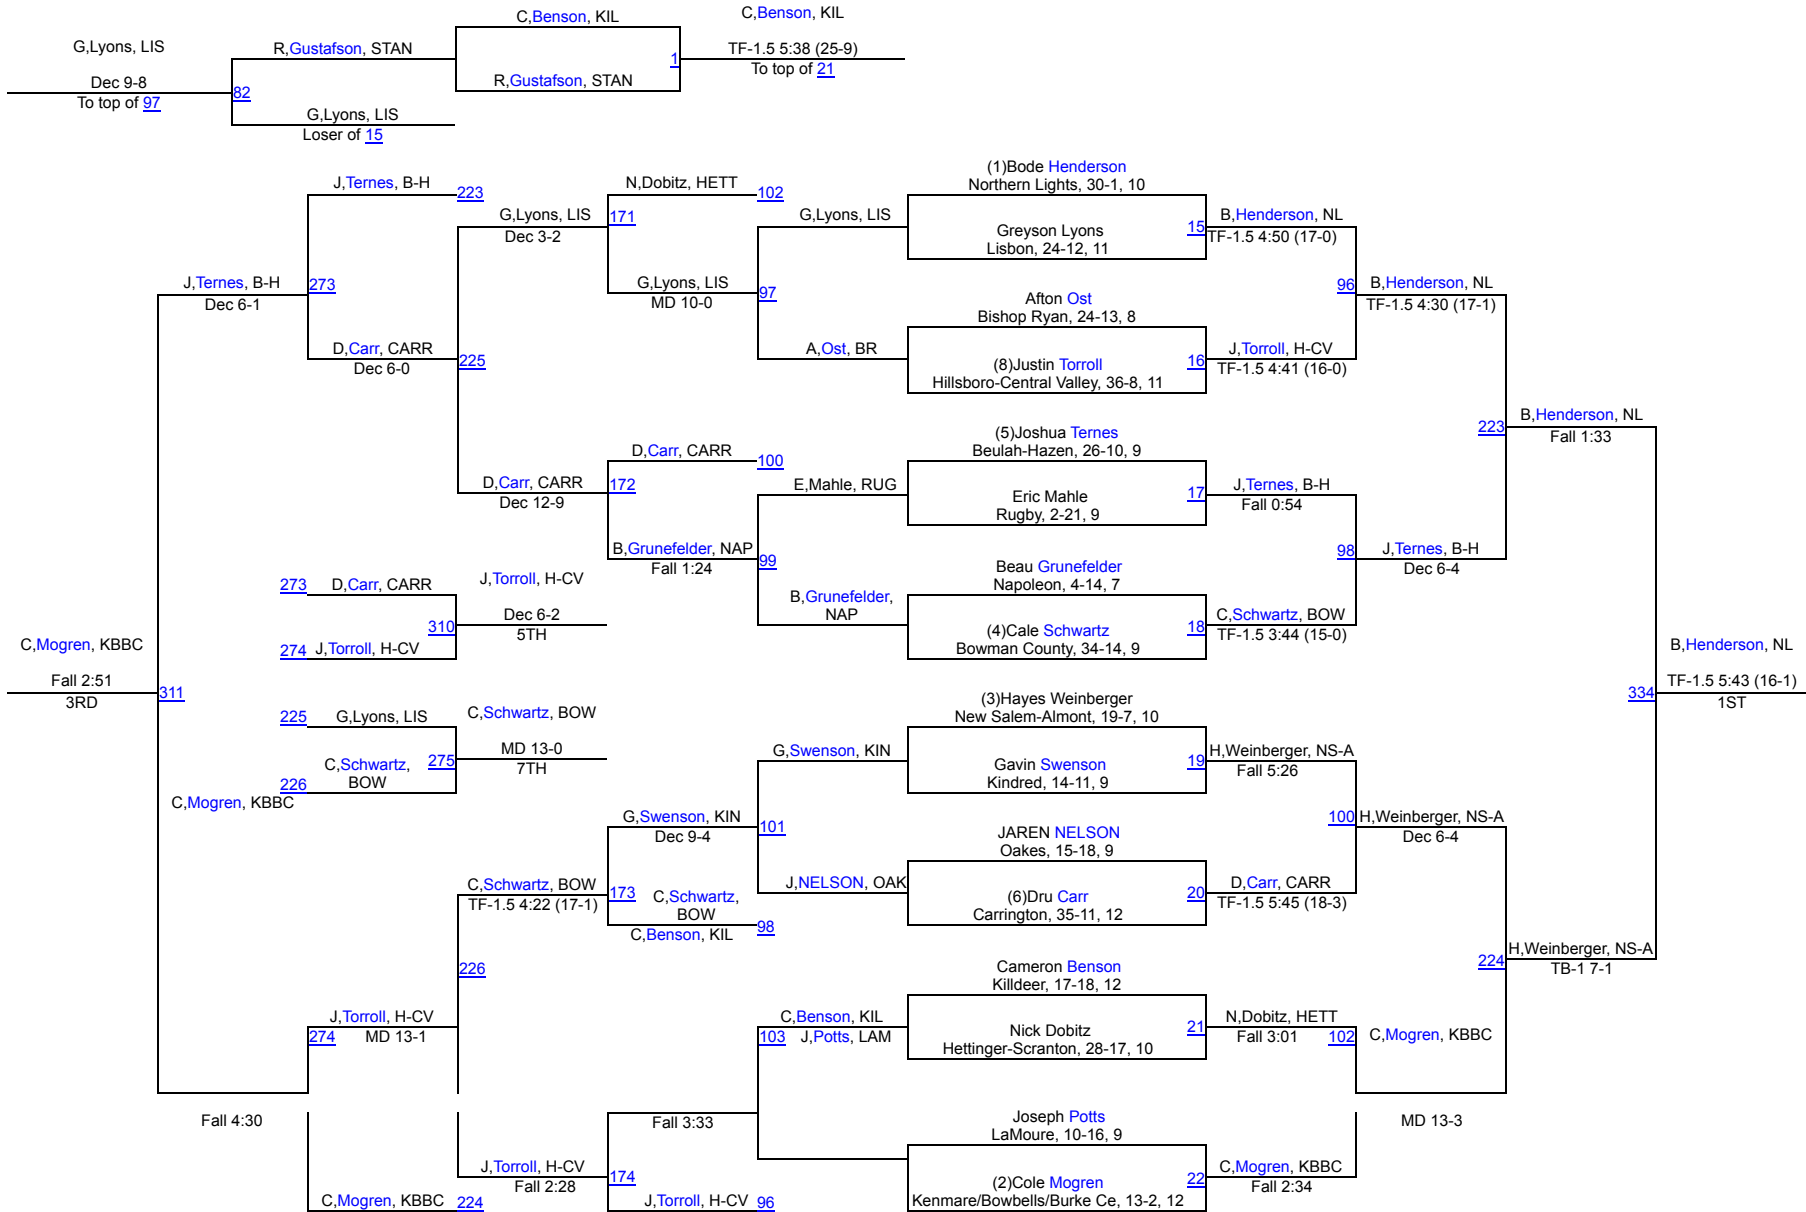 C,Benson, KIL
R,Gustafson, STAN
1
R,Gustafson, STAN
C,Benson, KIL
TF-1.5 5:38 (25-9)
To top of 21
G,Lyons, LIS
Dec 9-8
To top of 97
82
G,Lyons, LIS
Loser of 15
(1)Bode Henderson
Northern Lights, 30-1, 10
Greyson Lyons
Lisbon, 24-12, 11
15
B,Henderson, NL
TF-1.5 4:50 (17-0)
Afton Ost
Bishop Ryan, 24-13, 8
(8)Justin Torroll
Hillsboro-Central Valley, 36-8, 11
16
J,Torroll, H-CV
TF-1.5 4:41 (16-0)
96
B,Henderson, NL
TF-1.5 4:30 (17-1)
(5)Joshua Ternes
Beulah-Hazen, 26-10, 9
Eric Mahle
Rugby, 2-21, 9
17
J,Ternes, B-H
Fall 0:54
Beau Grunefelder
Napoleon, 4-14, 7
(4)Cale Schwartz
Bowman County, 34-14, 9
18
C,Schwartz, BOW
TF-1.5 3:44 (15-0)
98
J,Ternes, B-H
Dec 6-4
223
B,Henderson, NL
Fall 1:33
(3)Hayes Weinberger
New Salem-Almont, 19-7, 10
Gavin Swenson
Kindred, 14-11, 9
19
H,Weinberger, NS-A
Fall 5:26
JAREN NELSON
Oakes, 15-18, 9
(6)Dru Carr
Carrington, 35-11, 12
20
D,Carr, CARR
TF-1.5 5:45 (18-3)
100
H,Weinberger, NS-A
Dec 6-4
Cameron Benson
Killdeer, 17-18, 12
Nick Dobitz
Hettinger-Scranton, 28-17, 10
21
N,Dobitz, HETT
Fall 3:01
Joseph Potts
LaMoure, 10-16, 9
(2)Cole Mogren
Kenmare/Bowbells/Burke Ce, 13-2, 12
22
C,Mogren, KBBC
Fall 2:34
102
C,Mogren, KBBC
MD 13-3
224
H,Weinberger, NS-A
TB-1 7-1
334
B,Henderson, NL
TF-1.5 5:43 (16-1)
1ST
G,Lyons, LIS
A,Ost, BR
97
G,Lyons, LIS
MD 10-0
N,Dobitz, HETT
102
171
G,Lyons, LIS
Dec 3-2
E,Mahle, RUG
B,Grunefelder,
NAP
99
B,Grunefelder, NAP
Fall 1:24
D,Carr, CARR
100
172
D,Carr, CARR
Dec 12-9
225
D,Carr, CARR
Dec 6-0
J,Ternes, B-H
223
273
J,Ternes, B-H
Dec 6-1
273
D,Carr, CARR
274
J,Torroll, H-CV
310
J,Torroll, H-CV
Dec 6-2
5TH
225
G,Lyons, LIS
226
C,Schwartz,
BOW
275
C,Schwartz, BOW
MD 13-0
7TH
C,Mogren, KBBC
Fall 2:51
3RD
311
C,Mogren, KBBC
Fall 4:30
G,Swenson, KIN
J,NELSON, OAK
101
G,Swenson, KIN
Dec 9-4
C,Schwartz,
BOW
98
173
C,Schwartz, BOW
TF-1.5 4:22 (17-1)
C,Benson, KIL
J,Potts, LAM
103
C,Benson, KIL
Fall 3:33
J,Torroll, H-CV
96
174
J,Torroll, H-CV
Fall 2:28
226
J,Torroll, H-CV
MD 13-1
274
C,Mogren, KBBC
224